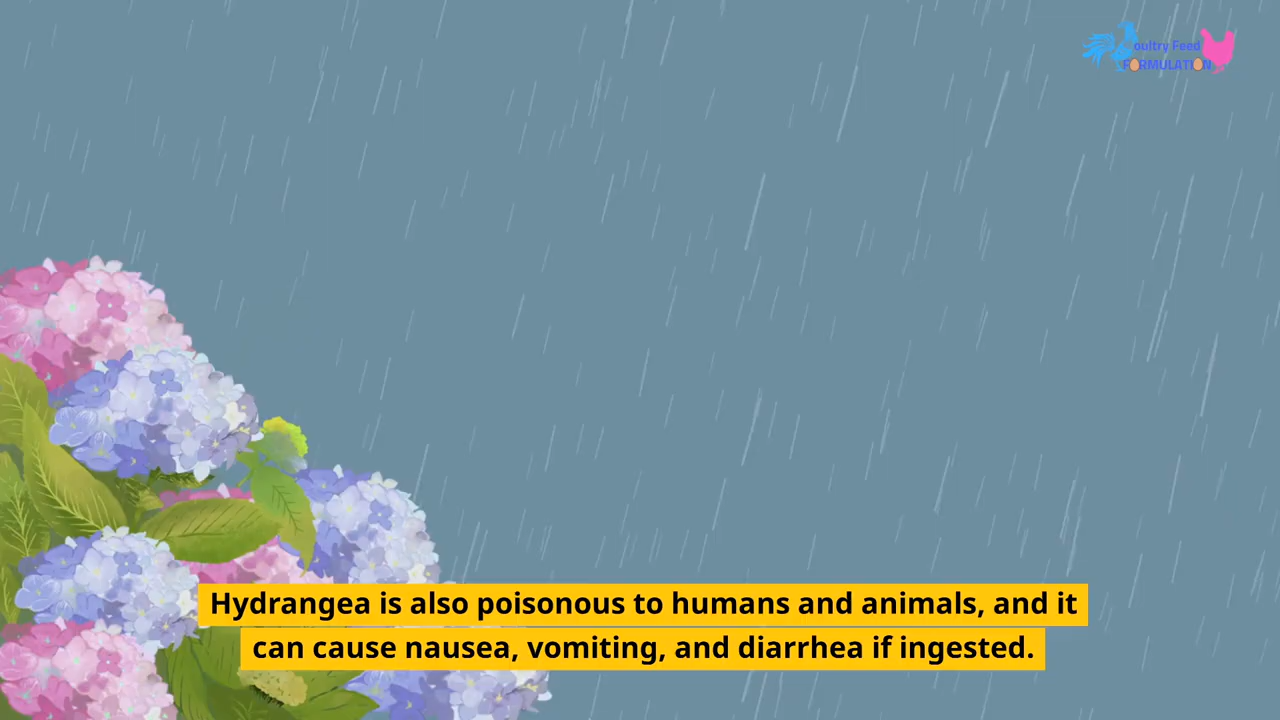 oultry Feed
FORMULATION
Hydrangea is also poisonous to humans and animals, and it
can cause nausea, vomiting, and diarrhea if ingested.